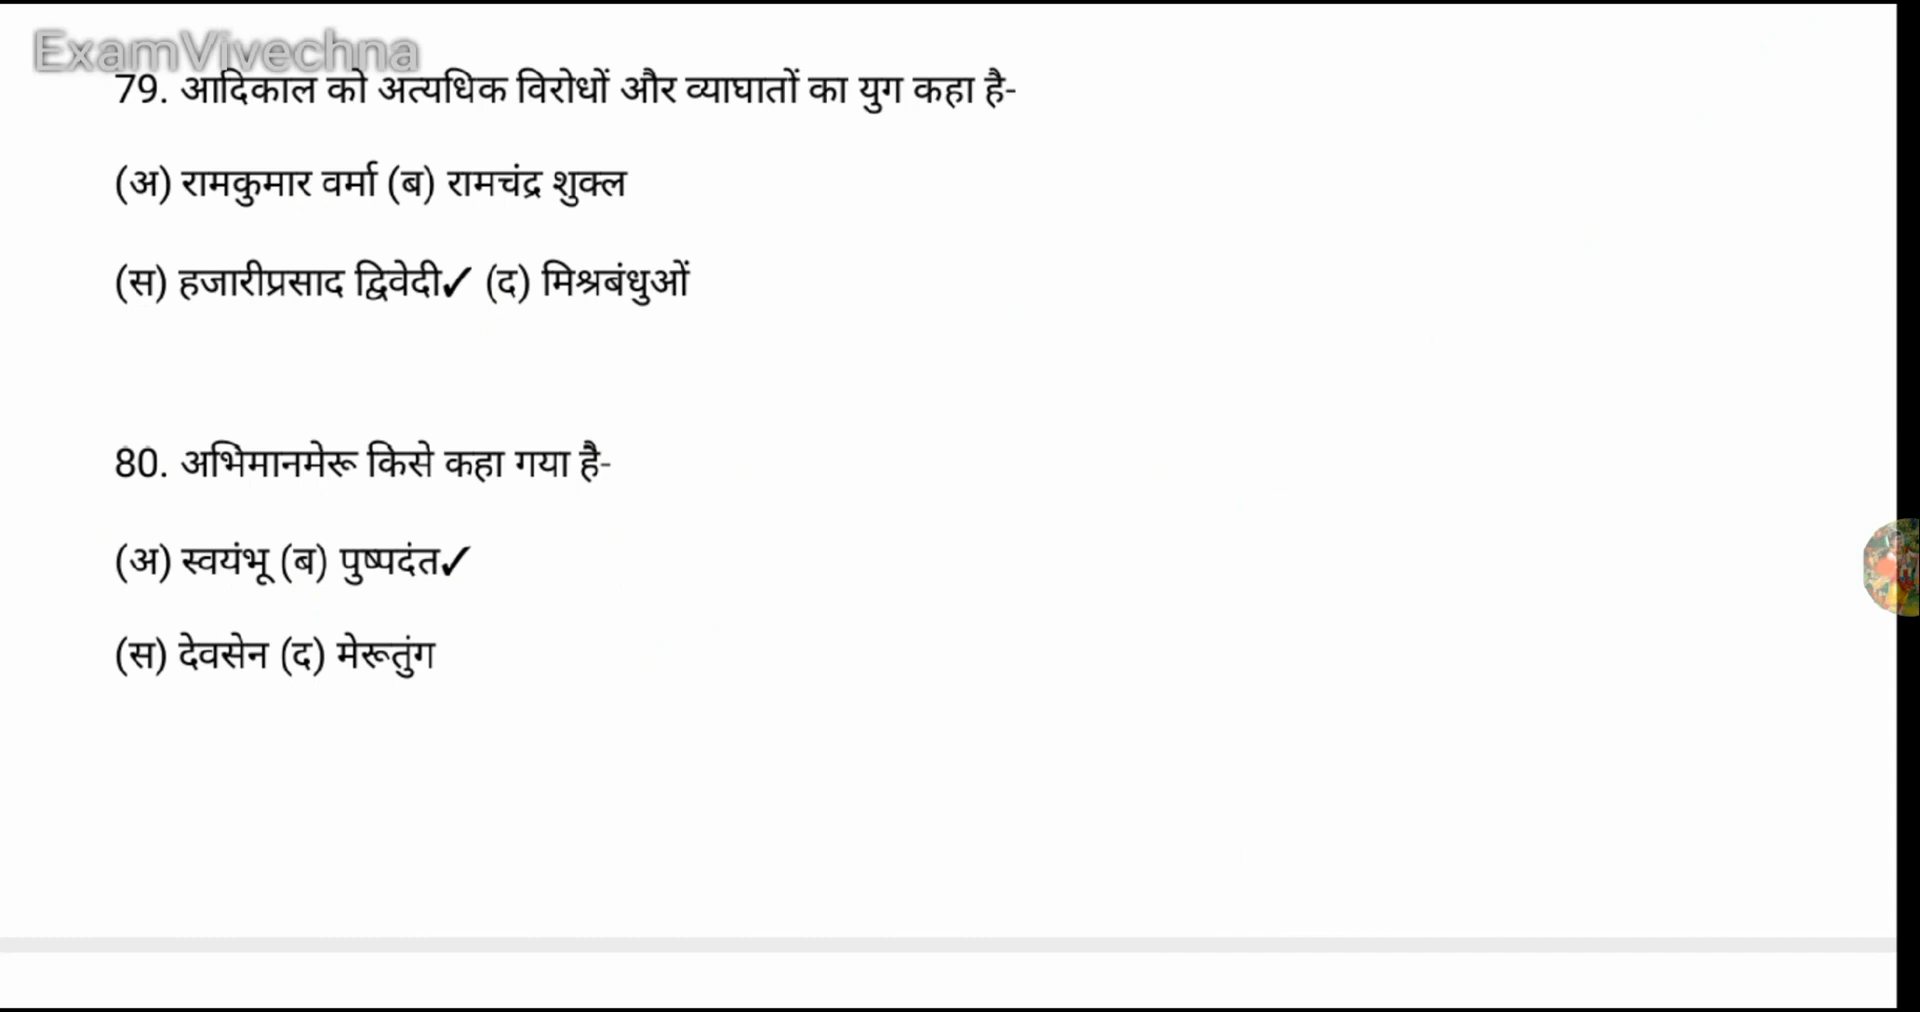 ExamVivechna
79. आदिकाल को अत्यधिक विरोधों और व्याघातों का युग कहा है-
(अ) रामकुमार वर्मा (ब) रामचंद्र शुक्ल
(स) हजारीप्रसाद द्विवेदी✓ (द) मिश्रबंधुओं
80. अभिमानमेरू किसे कहा गया है-
(अ) स्वयंभू (ब) पुष्पदंत✓
(स) देवसेन (द) मेरूतुंग